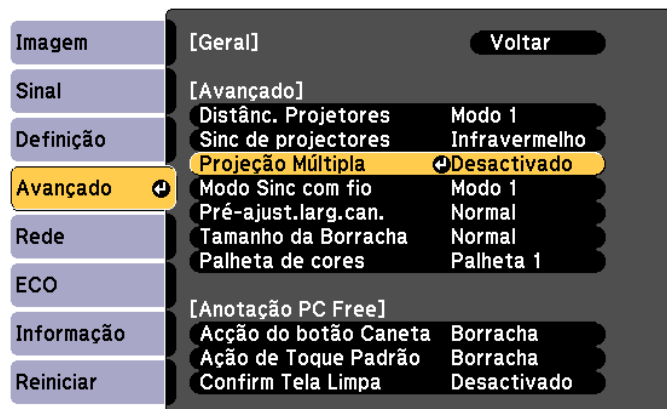 Imagem
Sinal
Definição
Avançado
Rede
ECO
Informação
Reiniciar
[Geral] Voltar
[Avançado]
Distânc. Projetores Modo 1
Sinc de projectores Infravermelho
Projeção Múltipla Desactivado
Modo Sinc com fio Modo 1
Pré-ajust.larg.can. Normal
Tamanho da Borracha Normal
Palheta de cores Palheta 1
[Anotação PC Free]
Acção do botão Caneta Borracha
Ação de Toque Padrão Borracha
Confirm Tela Limpa Desactivado